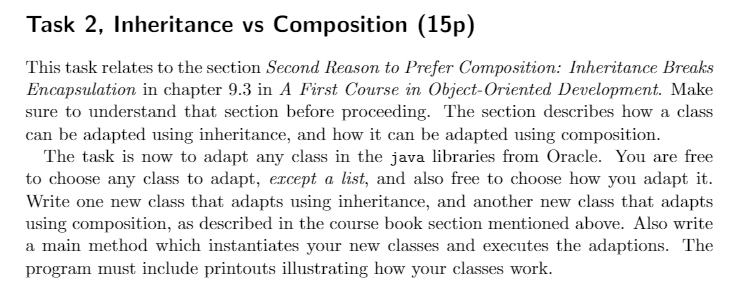 Task 2, Inheritance vs Composition (15p)
This task relates to the section Second Reason to Prefer Composition: Inheritance Breaks
Encapsulation in chapter 9.3 in A First Course in Object-Oriented Development. Make
sure to understand that section before proceeding. The section describes how a class
can be adapted using inheritance, and how it can be adapted using composition.
The task is now to adapt any class in the java libraries from Oracle. You are free
to choose any class to adapt, except a list, and also free to choose how you adapt it.
Write one new class that adapts using inheritance, and another new class that adapts
using composition, as described in the course book section mentioned above. Also write
a main method which instantiates your new classes and executes the adaptions. The
program must include printouts illustrating how your classes work.